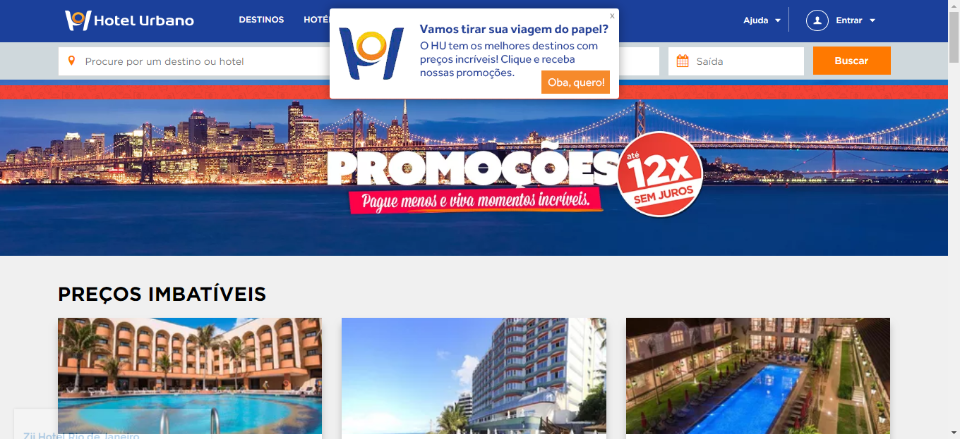 Hotel Urbano
DESTINOS
Ajuda
Entrar
x
Vamos tirar sua viagem do papel?
O HU tem os melhores destinos com
preços incríveis! Clique e receba
nossas promoções.
Oba, quero!
Procure por um destino ou hotel
Saída
Buscar
PROMOÇÕES
Pague menos e viva momentos incríveis.
até
12x
SEM JUROS
PREÇOS IMBATÍVEIS
Zii Hotel Rio de Janeiro